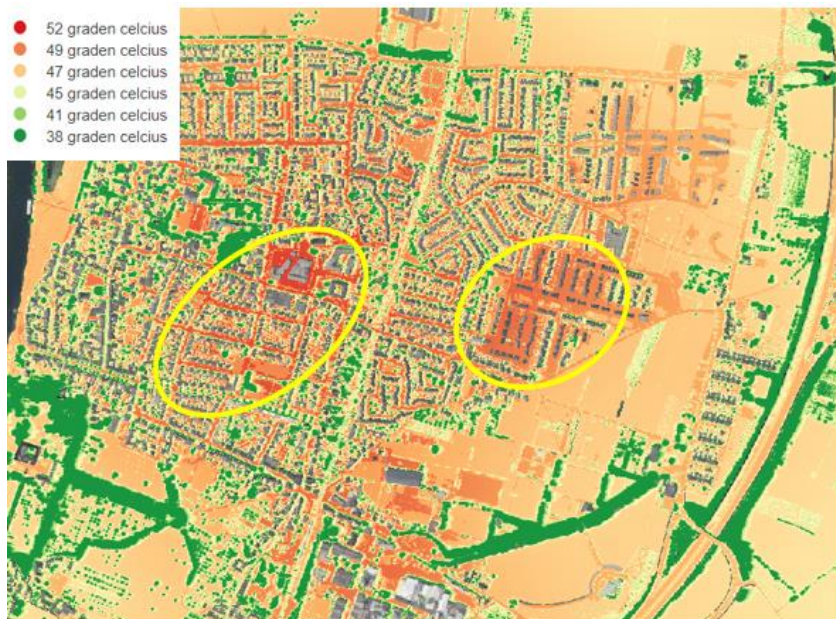 52 graden celcius
49 graden celcius
47 graden celcius
45 graden celcius
41 graden celcius
38 graden celcius